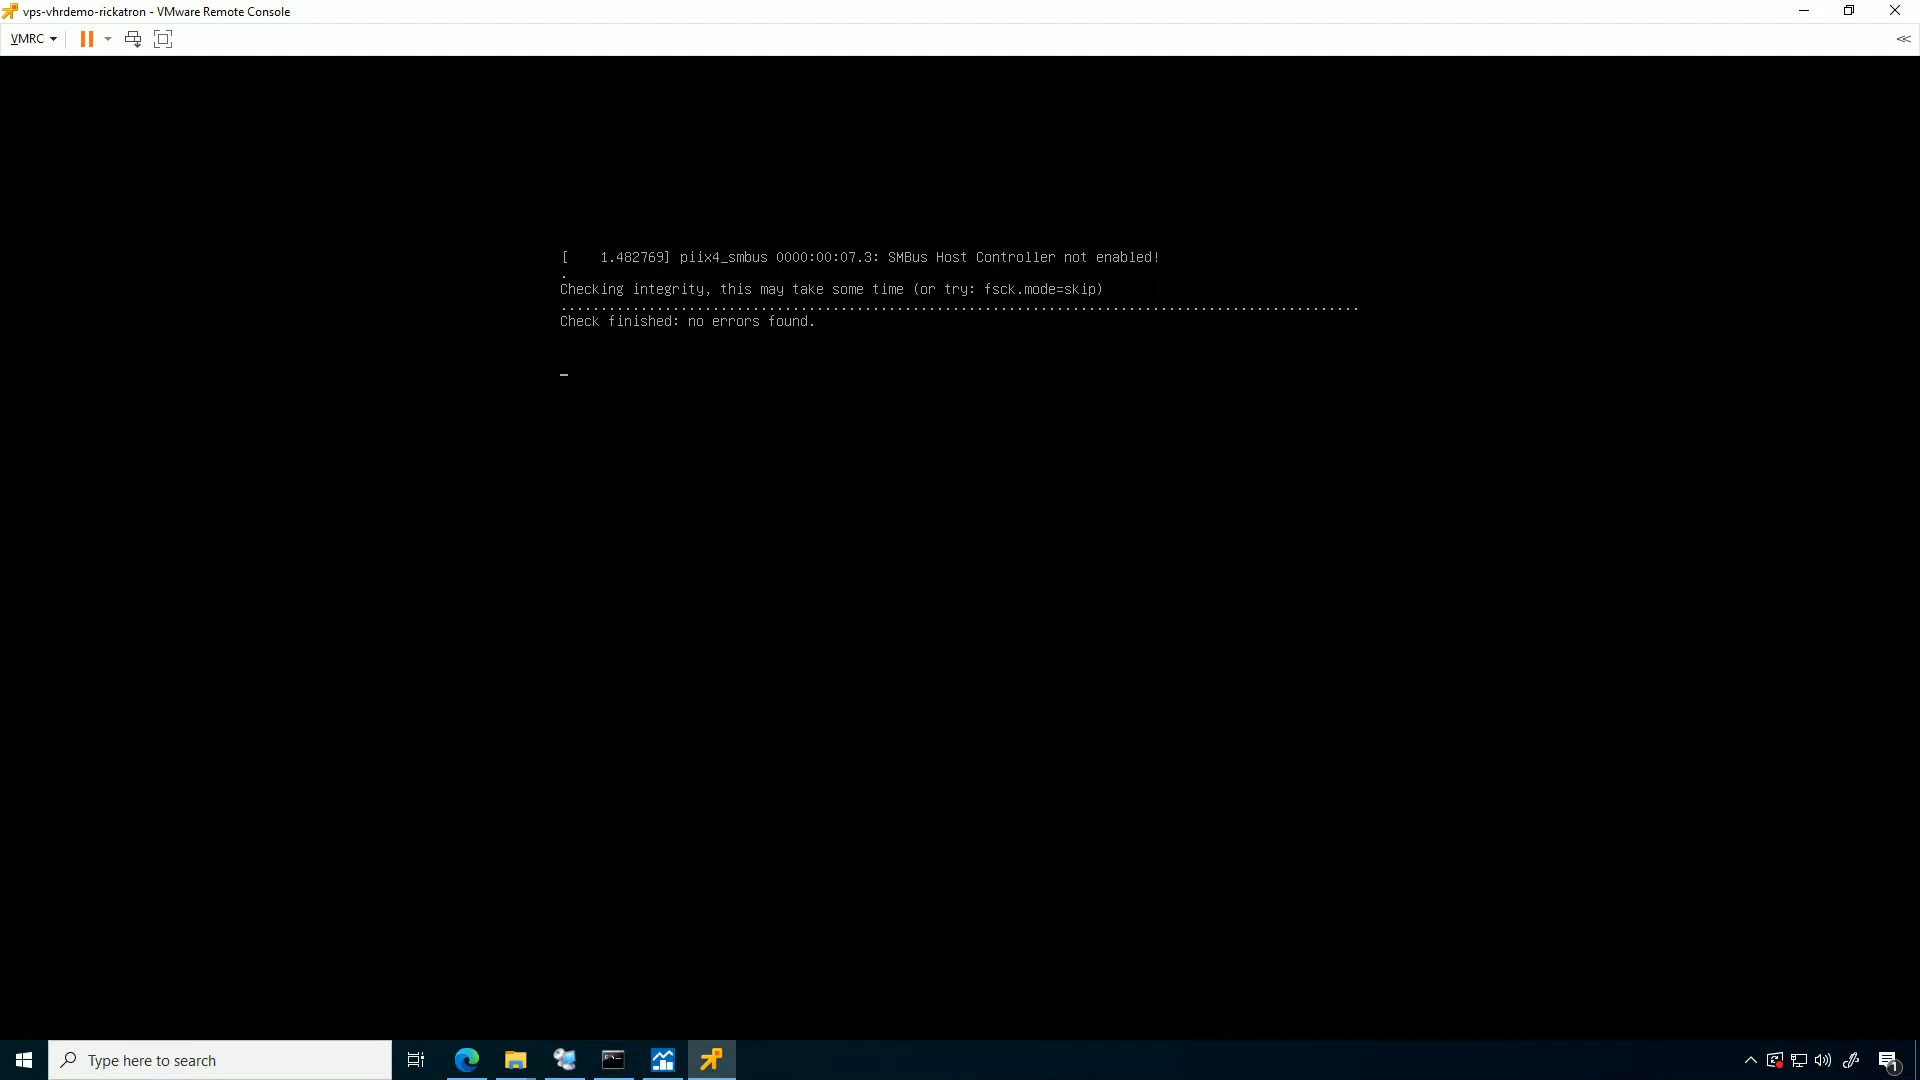 vps-vhrdemo-rickatron - VMware Remote Console
VMRC
[    1.482769] piix4_smbus 0000:00:07.3: SMBus Host Controller not enabled!
.
Checking integrity, this may take some time (or try: fsck.mode=skip)
....................................................................................................
Check finished: no errors found.
_
Type here to search
1